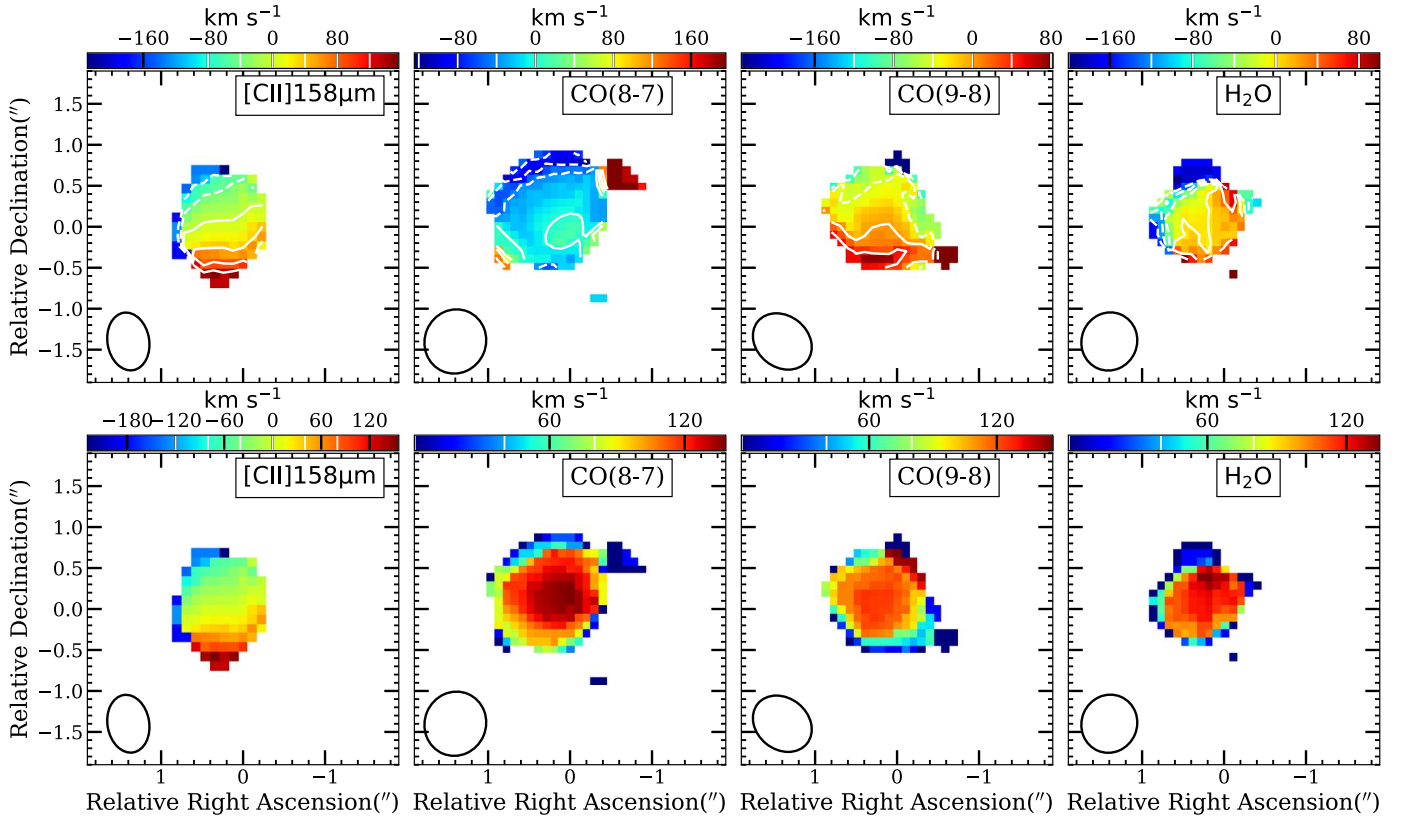 km s⁻¹ km s⁻¹ km s⁻¹ km s⁻¹
−160 −80 0 80 −80 0 80 160 −160 −80 0 80 −160 −80 0 80
[CII]158μm CO(8-7) CO(9-8) H₂O
1.5
1.0
0.5
0.0
−0.5
−1.0
−1.5
Relative Declination(″)
km s⁻¹ km s⁻¹ km s⁻¹ km s⁻¹
−180 −120 −60 0 60 120 60 120 60 120 60 120
[CII]158μm CO(8-7) CO(9-8) H₂O
1.5
1.0
0.5
0.0
−0.5
−1.0
−1.5
Relative Declination(″)
1 0 −1 1 0 −1 1 0 −1 1 0 −1
Relative Right Ascension(″) Relative Right Ascension(″) Relative Right Ascension(″) Relative Right Ascension(″)